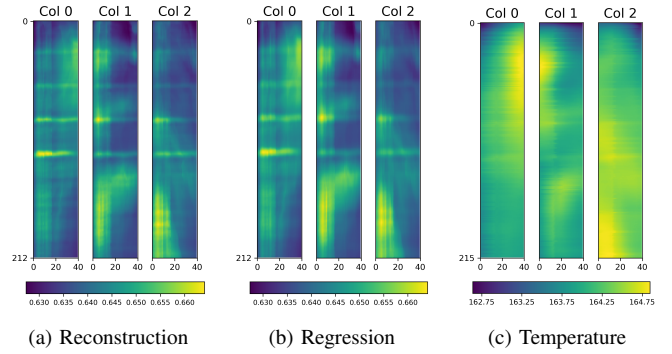 Col 0 Col 1 Col 2 Col 0 Col 1 Col 2 Col 0 Col 1 Col 2
0 0 0
212 212 215
0 20 40 0 20 40 0 20 40 0 20 40 0 20 40 0 20 40 0 20 40 0 20 40 0 20 40
0.630 0.635 0.640 0.645 0.650 0.655 0.660 0.630 0.635 0.640 0.645 0.650 0.655 0.660 162.75 163.25 163.75 164.25 164.75
(a) Reconstruction (b) Regression (c) Temperature